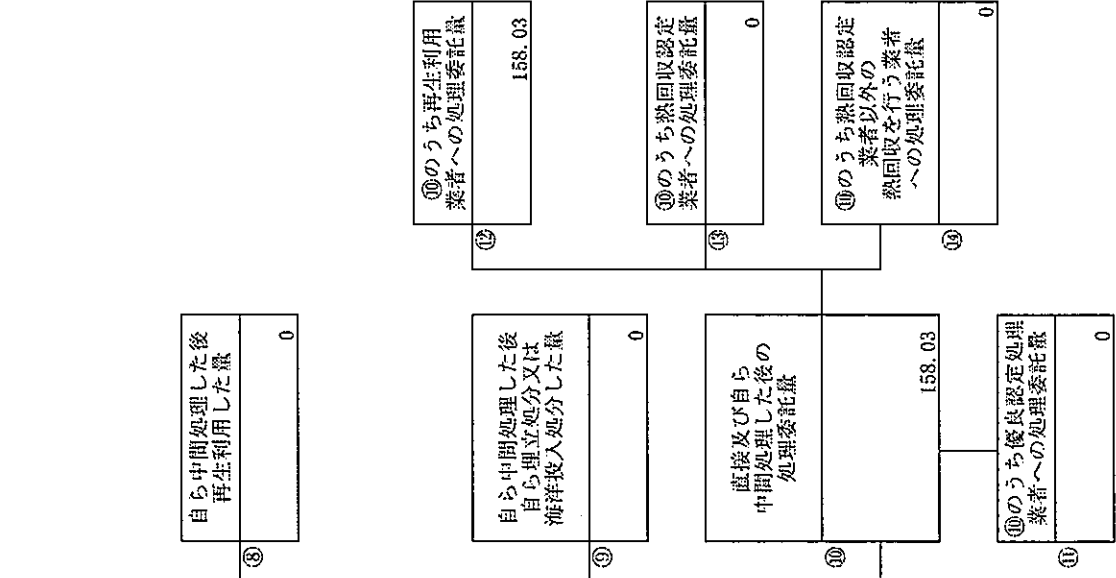 ⑧
自ら中間処理した後
再生利用した量
0
⑨
自ら中間処理した後
自ら埋立処分又は
海洋投入処分した量
0
⑩
直接及び自ら
中間処理した後の
処理委託量
158.03
⑪
⑩のうち優良認定処理
業者への処理委託量
0
⑫
⑩のうち再生利用
業者への処理委託量
158.03
⑬
⑩のうち熱回収認定
業者への処理委託量
0
⑭
⑩のうち熱回収認定
業者以外の
熱回収を行う業者
への処理委託量
0